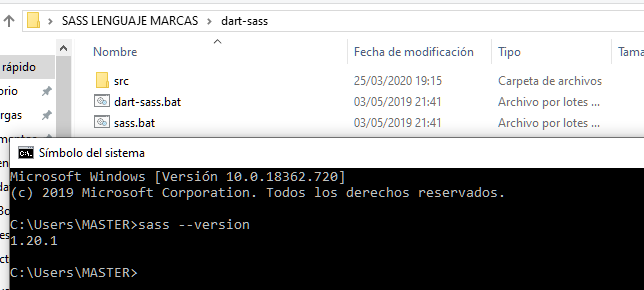 SASS LENGUAJE MARCAS > dart-sass
Nombre
Fecha de modificación
Tipo
Tama
rápido
src
25/03/2020 19:15
Carpeta de archivos
orio
dart-sass.bat
03/05/2019 21:41
Archivo por lotes ...
rgas
sass.bat
03/05/2019 21:41
Archivo por lotes ...
Símbolo del sistema
Microsoft Windows [Versión 10.0.18362.720]
(c) 2019 Microsoft Corporation. Todos los derechos reservados.
C:\Users\MASTER>sass --version
1.20.1
C:\Users\MASTER>